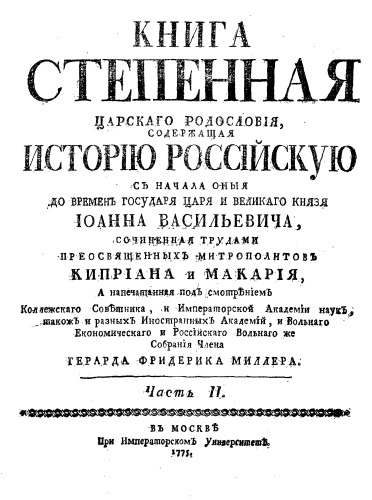 КНИГА
СТЕПЕННАЯ
ЦАРСКАГО РОДОСЛОВІЯ,
СОДЕРЖАЩАЯ
ИСТОРІЮ РОССІЙСКУЮ
СЪ НАЧАЛА ОНЫЯ
ДО ВРЕМЕНЪ ГОСУДАРЯ ЦАРЯ И ВЕЛИКАГО КНЯЗЯ
ІОАННА ВАСИЛЬЕВИЧА,
СОЧИНЕННАЯ ТРУДАМИ
ПРЕОСВЯЩЕННЫХЪ МИТРОПОЛИТОВЪ
КИПРІАНА И МАКАРІЯ,
А напечатанная подъ смотрѣніемъ
Коллежскаго Совѣтника, и Императорской Академіи наукъ,
такожъ и разныхъ Иностранныхъ Академій, и Вольнаго
Економическаго и Россійскаго Вольнаго же
Собранія Члена
ГЕРАРДА ФРИДЕРИКА МИЛЛЕРА.
Часть II.
ВЪ МОСКВѢ
При Императорскомъ Университетѣ,
1775.